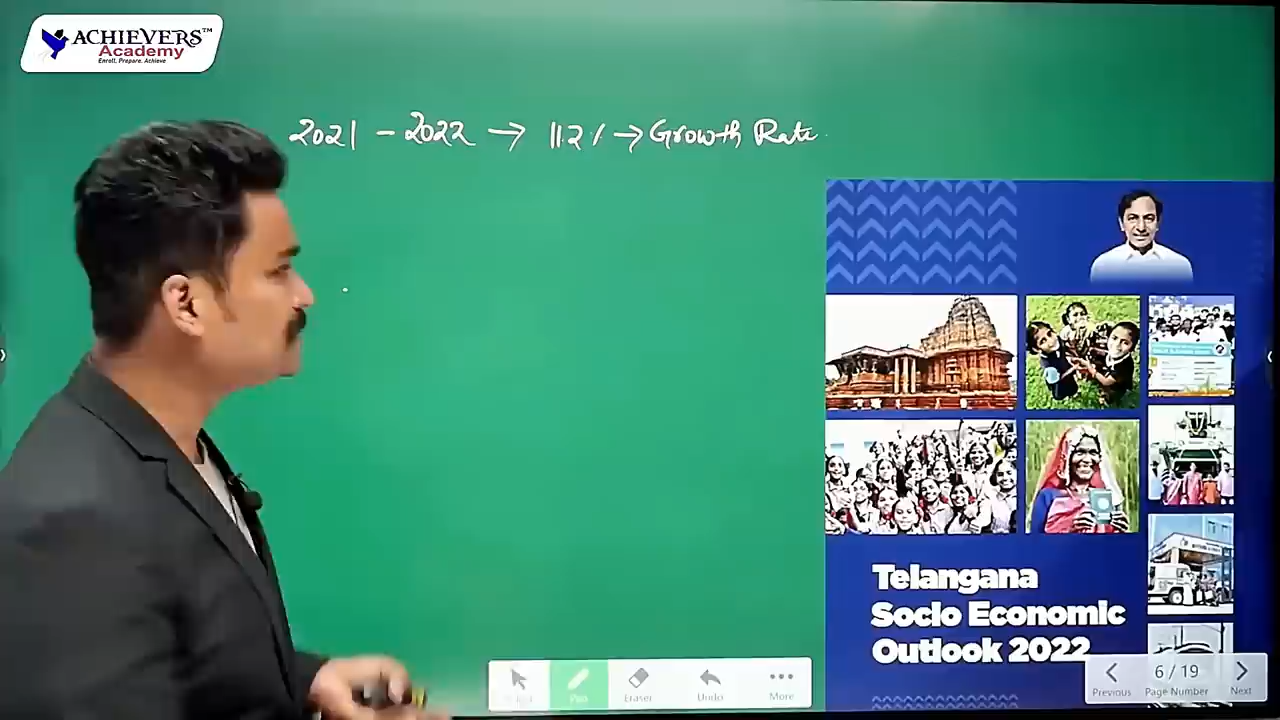 ACHIEVERS™
Academy
Enroll. Prepare. Achieve
2021 - 2022 → 11.2% → Growth Rate
Telangana
Socio Economic
Outlook 2022
Pen
Eraser
Undo
More
Previous
6 / 19
Page Number
Next